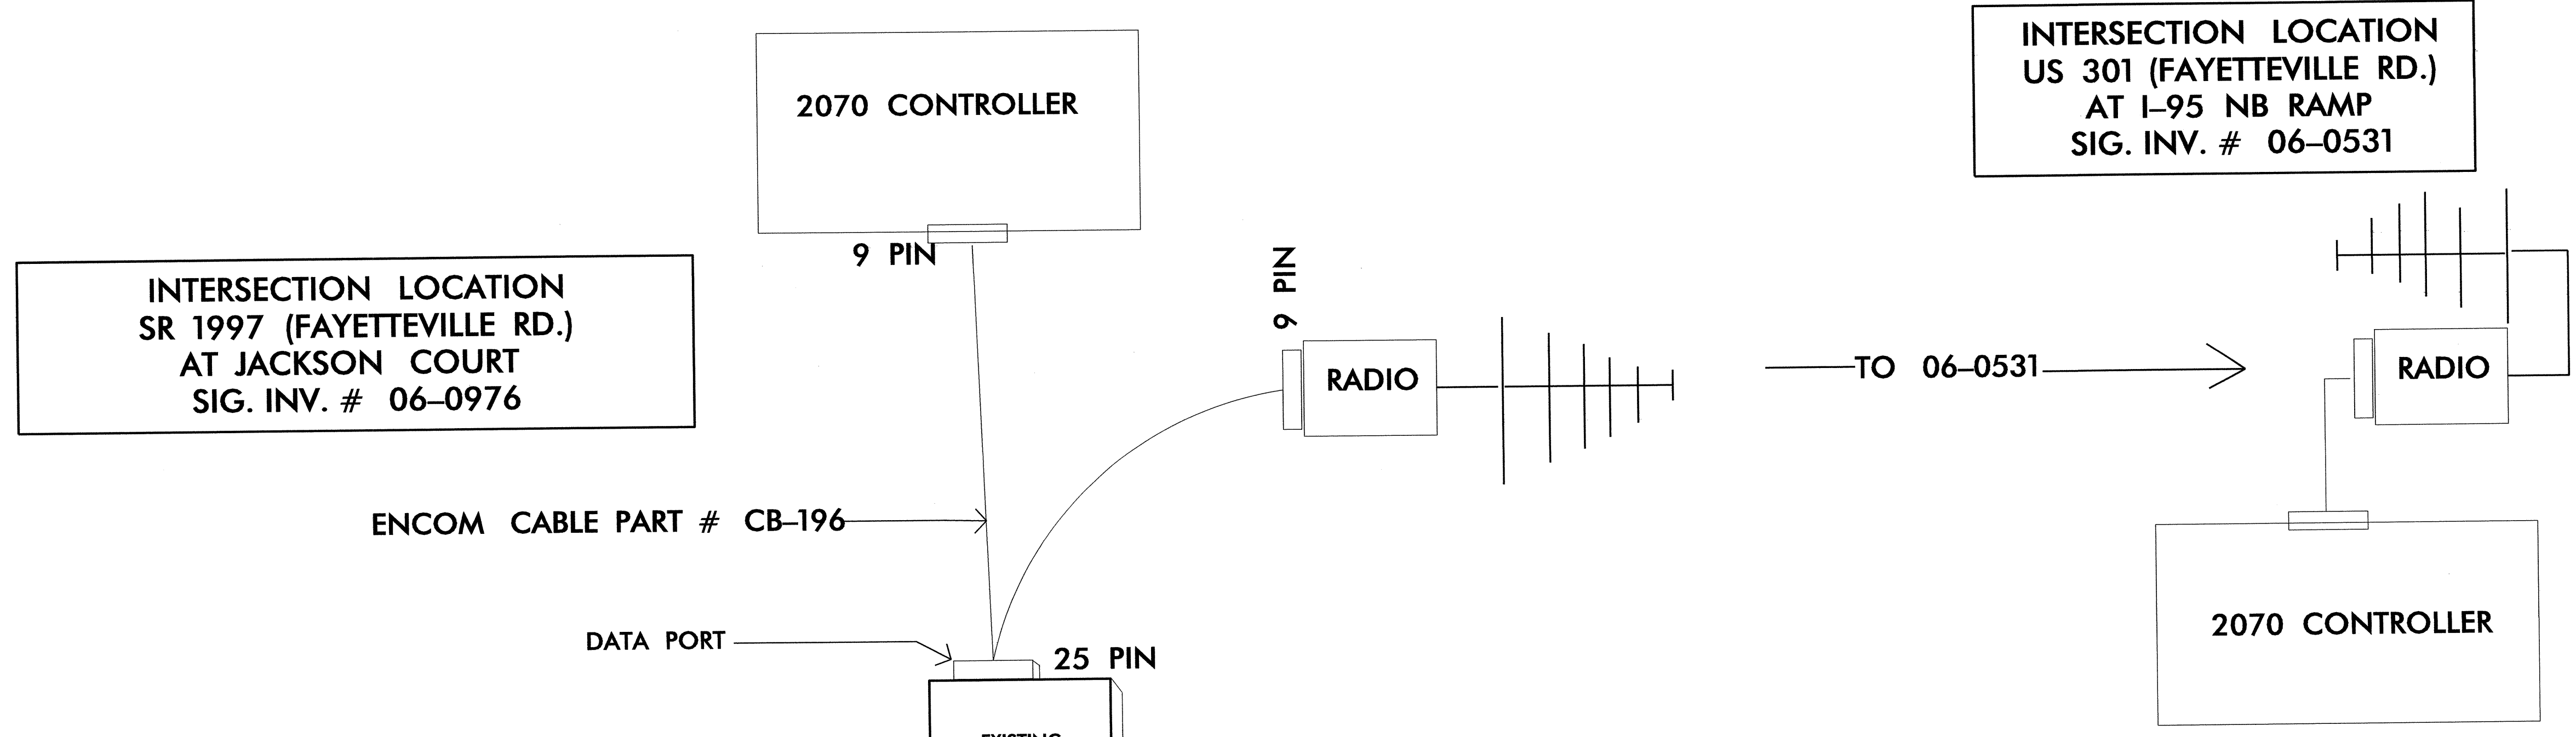 INTERSECTION LOCATION
US 301 (FAYETTEVILLE RD.)
AT I–95 NB RAMP
SIG. INV. # 06–0531
2070 CONTROLLER
9 PIN
INTERSECTION LOCATION
SR 1997 (FAYETTEVILLE RD.)
AT JACKSON COURT
SIG. INV. # 06–0976
9 PIN
RADIO
TO 06–0531
RADIO
ENCOM CABLE PART # CB–196
DATA PORT
25 PIN
2070 CONTROLLER
EXISTING